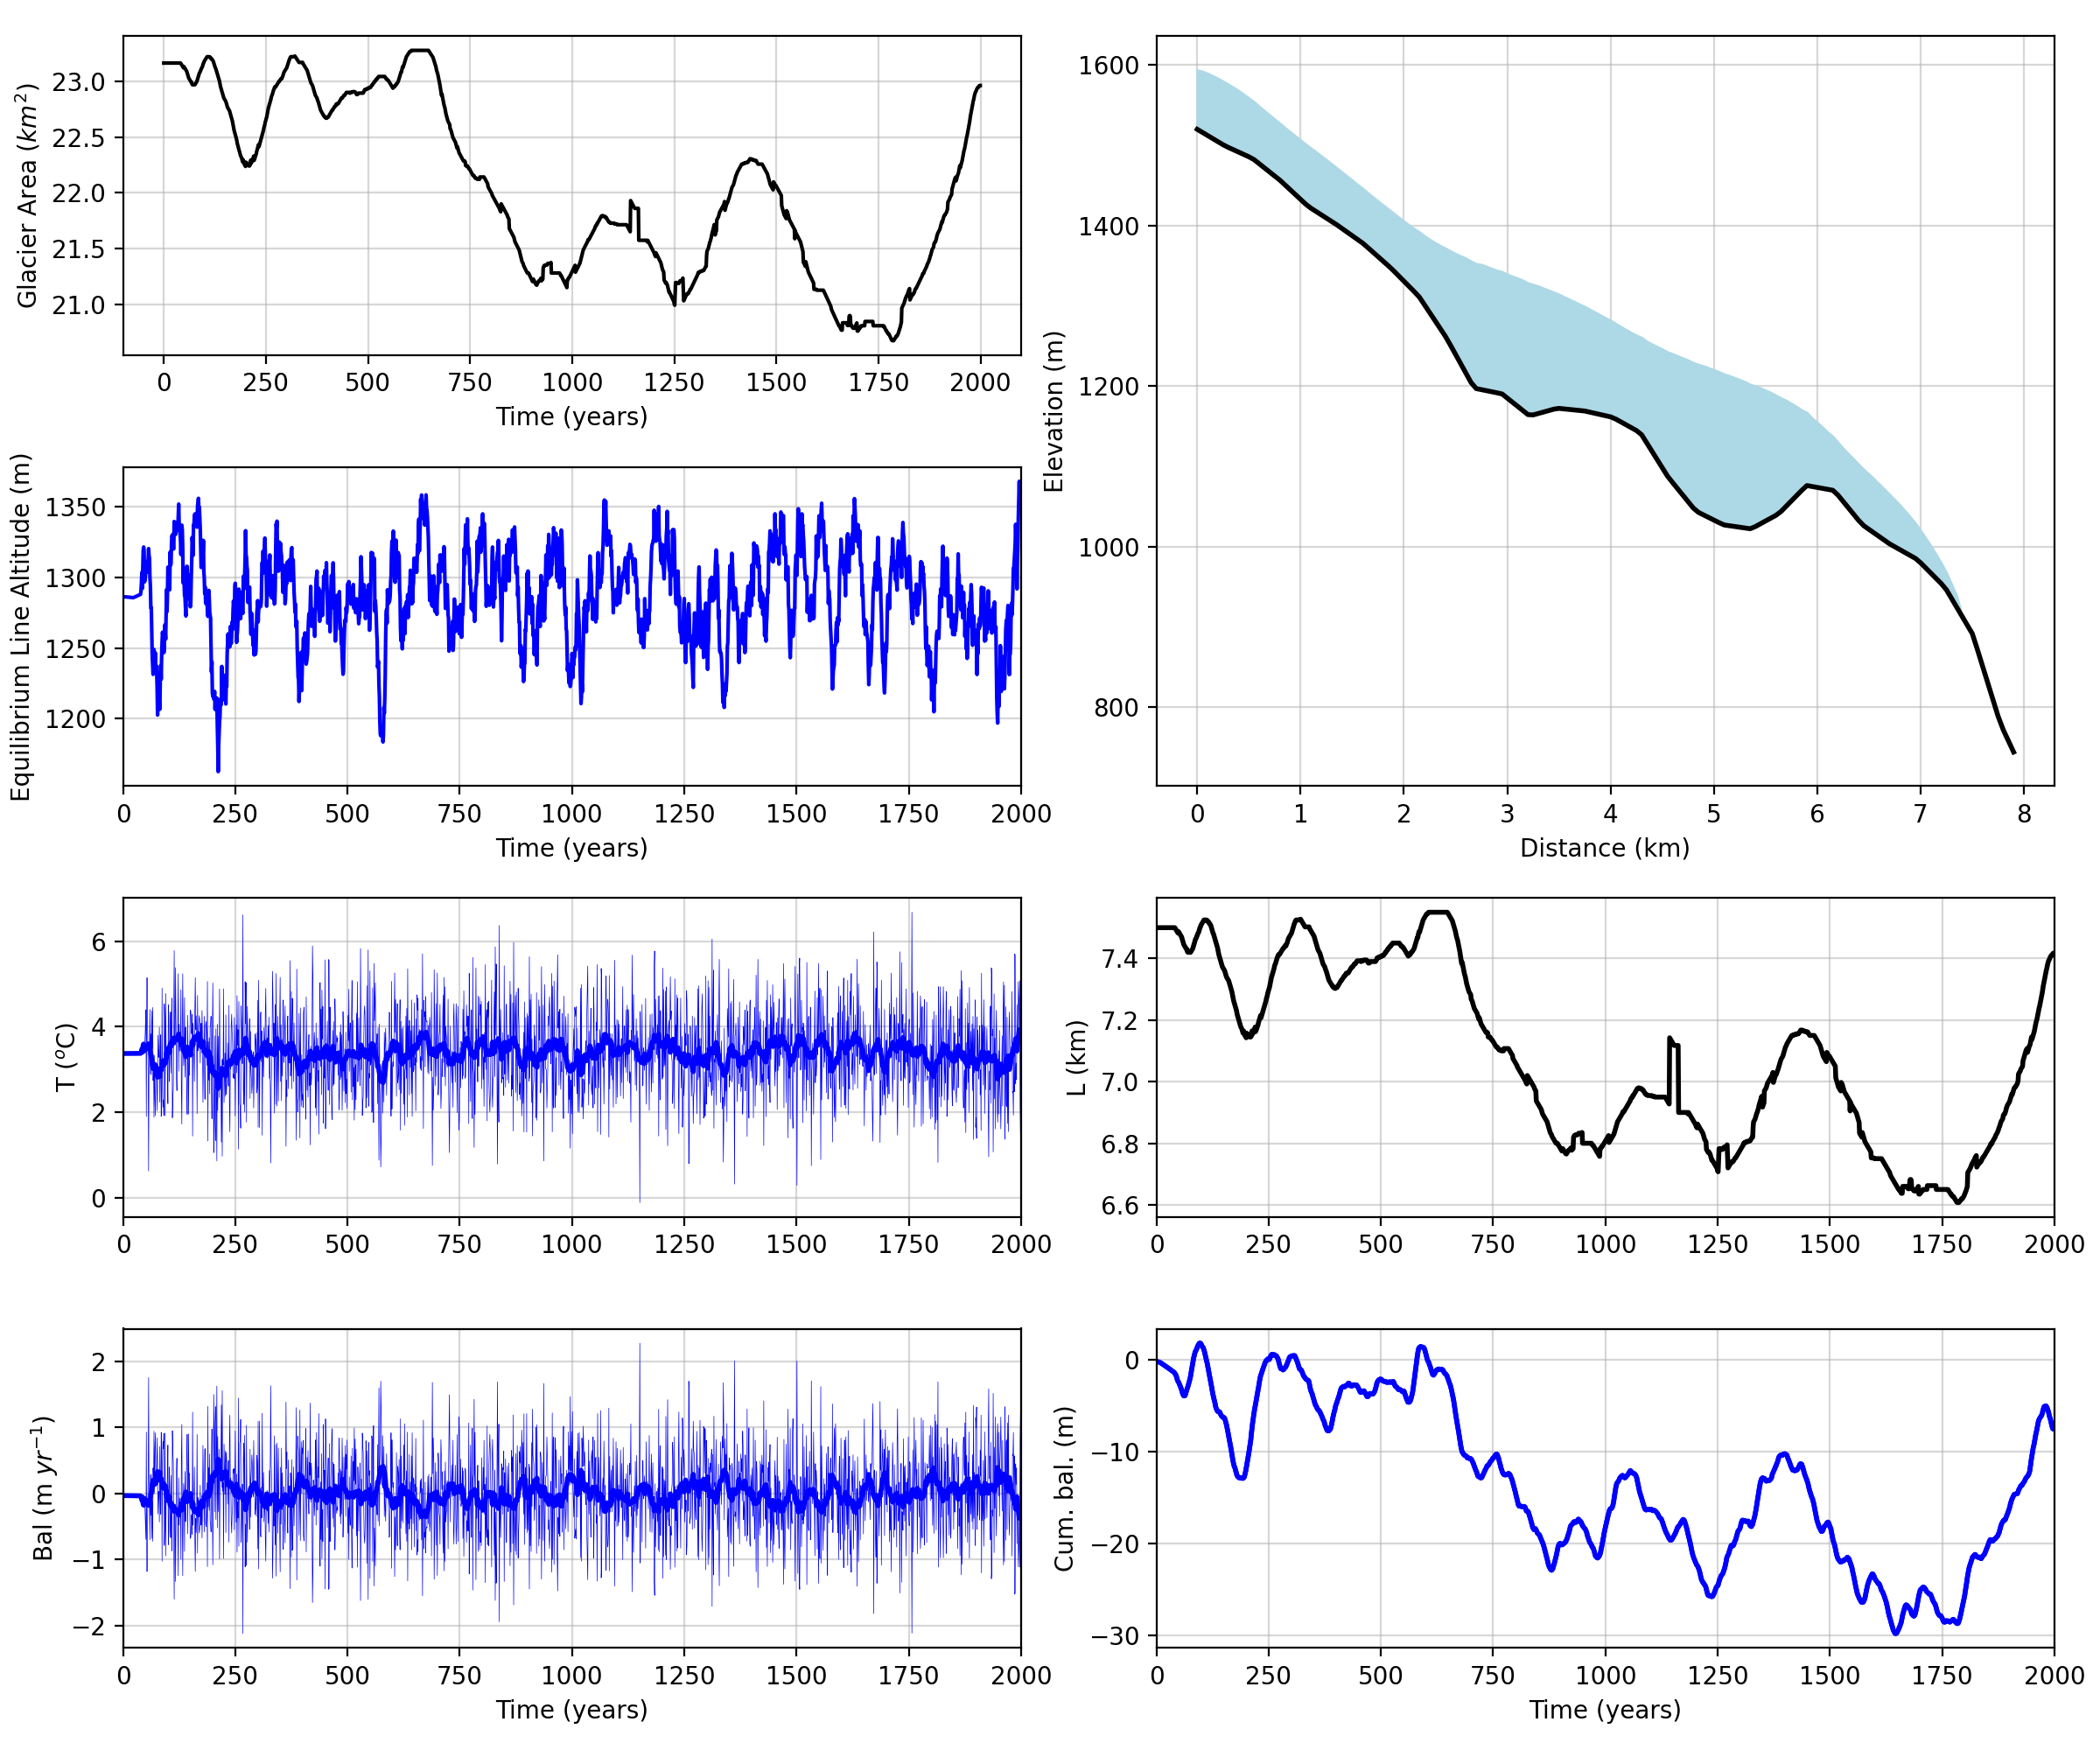 Glacier Area (km²)
23.0
22.5
22.0
21.5
21.0
0 250 500 750 1000 1250 1500 1750 2000
Time (years)
Elevation (m)
1600
1400
1200
1000
800
0 1 2 3 4 5 6 7 8
Distance (km)
Equilibrium Line Altitude (m)
1350
1300
1250
1200
0 250 500 750 1000 1250 1500 1750 2000
Time (years)
T (°C)
6
4
2
0
0 250 500 750 1000 1250 1500 1750 2000
L (km)
7.4
7.2
7.0
6.8
6.6
0 250 500 750 1000 1250 1500 1750 2000
Bal (m yr⁻¹)
2
1
0
−1
−2
0 250 500 750 1000 1250 1500 1750 2000
Time (years)
Cum. bal. (m)
0
−10
−20
−30
0 250 500 750 1000 1250 1500 1750 2000
Time (years)